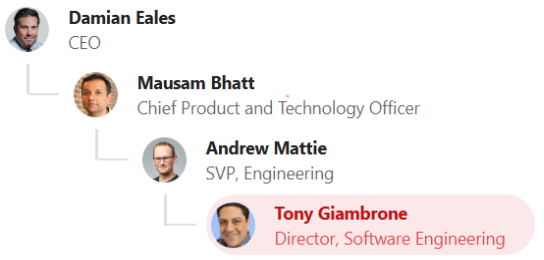 Damian Eales
CEO
Mausam Bhatt
Chief Product and Technology Officer
Andrew Mattie
SVP, Engineering
Tony Giambrone
Director, Software Engineering